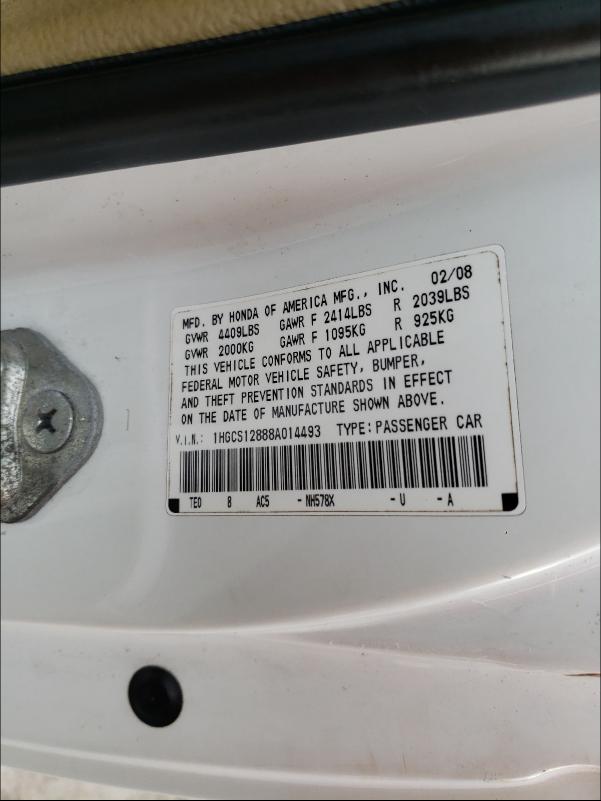 MFD. BY HONDA OF AMERICA MFG., INC. 02/08
GVWR 4409LBS GAWR F 2414LBS R 2039LBS
GVWR 2000KG GAWR F 1095KG R 925KG
THIS VEHICLE CONFORMS TO ALL APPLICABLE
FEDERAL MOTOR VEHICLE SAFETY, BUMPER,
AND THEFT PREVENTION STANDARDS IN EFFECT
ON THE DATE OF MANUFACTURE SHOWN ABOVE.
V.I.N.: 1HGCS12888A014493 TYPE: PASSENGER CAR
TE0 8 AC5 - NH578X - U - A